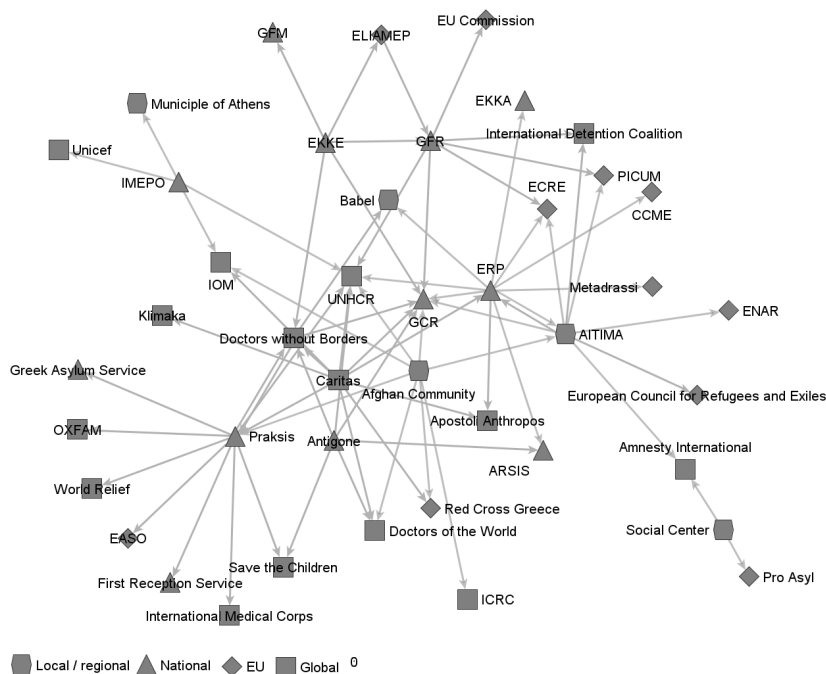 GFM
ELIAMEP
EU Commission
Municiple of Athens
EKKA
Unicef
EKKE
GFR
International Detention Coalition
IMEPO
Babel
ECRE
PICUM
CCME
IOM
UNHCR
ERP
Metadrassi
Klimaka
Doctors without Borders
GCR
AITIMA
ENAR
Greek Asylum Service
Caritas
Afghan Community
European Council for Refugees and Exiles
OXFAM
Praksis
Antigone
Apostoli Anthropos
ARSIS
Amnesty International
World Relief
EASO
Red Cross Greece
Doctors of the World
Social Center
First Reception Service
Save the Children
Pro Asyl
International Medical Corps
ICRC
Local / regional National EU Global 0